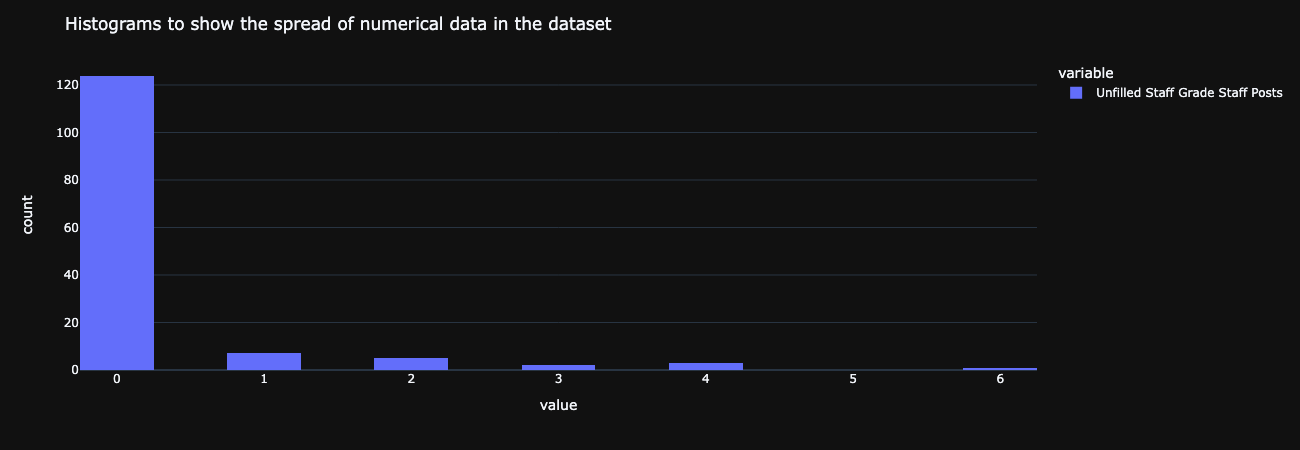 Histograms to show the spread of numerical data in the dataset
variable
Unfilled Staff Grade Staff Posts
count
120
100
80
60
40
20
0
0 1 2 3 4 5 6
value